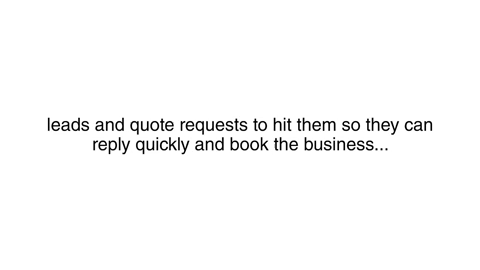 leads and quote requests to hit them so they can
reply quickly and book the business...